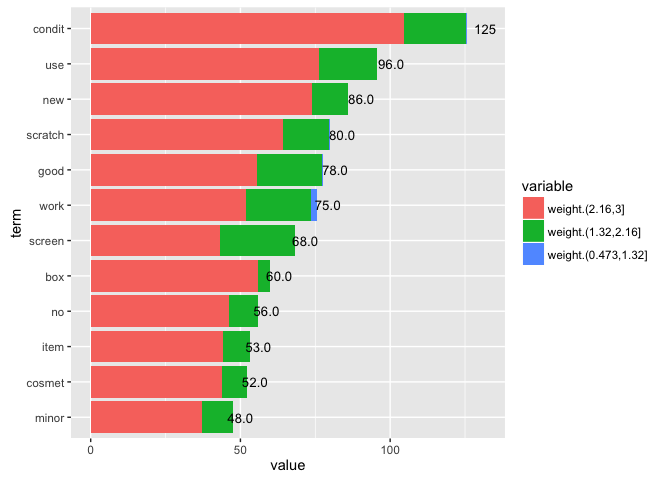 condit 125
use 96.0
new 86.0
scratch 80.0
good 78.0
work 75.0
screen 68.0
box 60.0
no 56.0
item 53.0
cosmet 52.0
minor 48.0
term
0 50 100
value
variable
weight.(2.16,3]
weight.(1.32,2.16]
weight.(0.473,1.32]